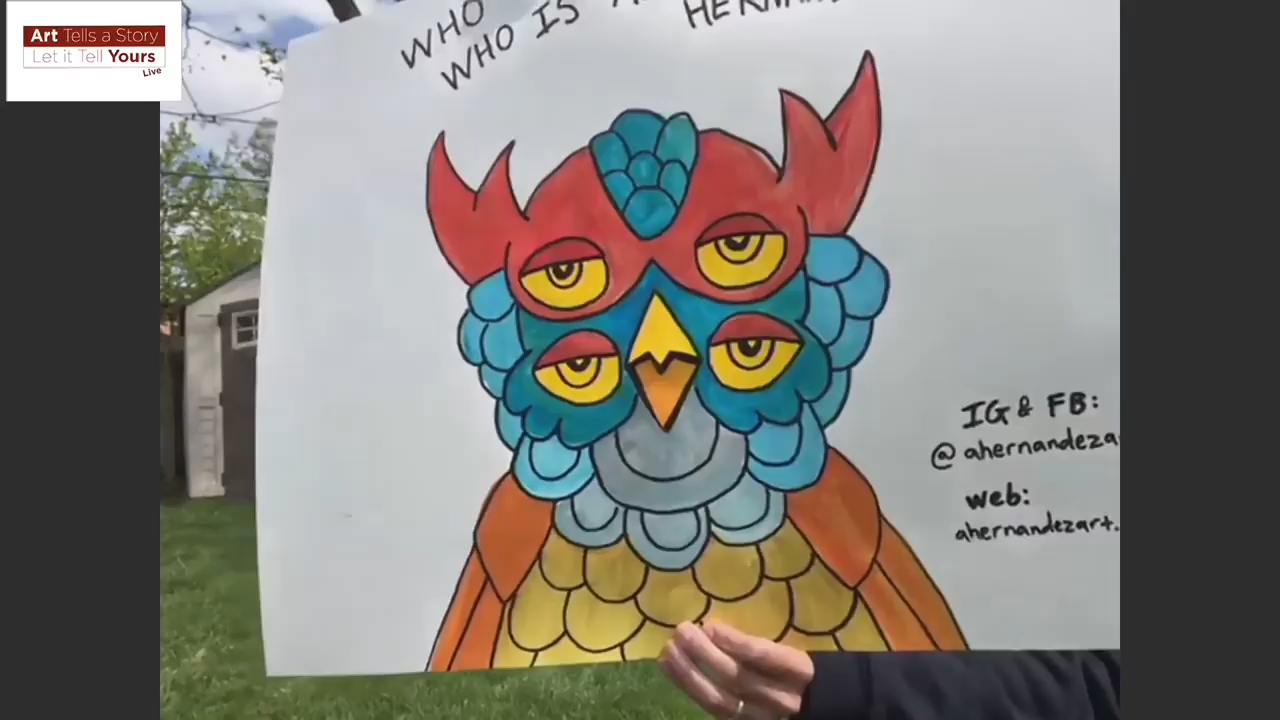 Art Tells a Story
Let it Tell Yours
Live
WHO
WHO IS
IG & FB:
@ahernandeza
web:
ahernandezart.